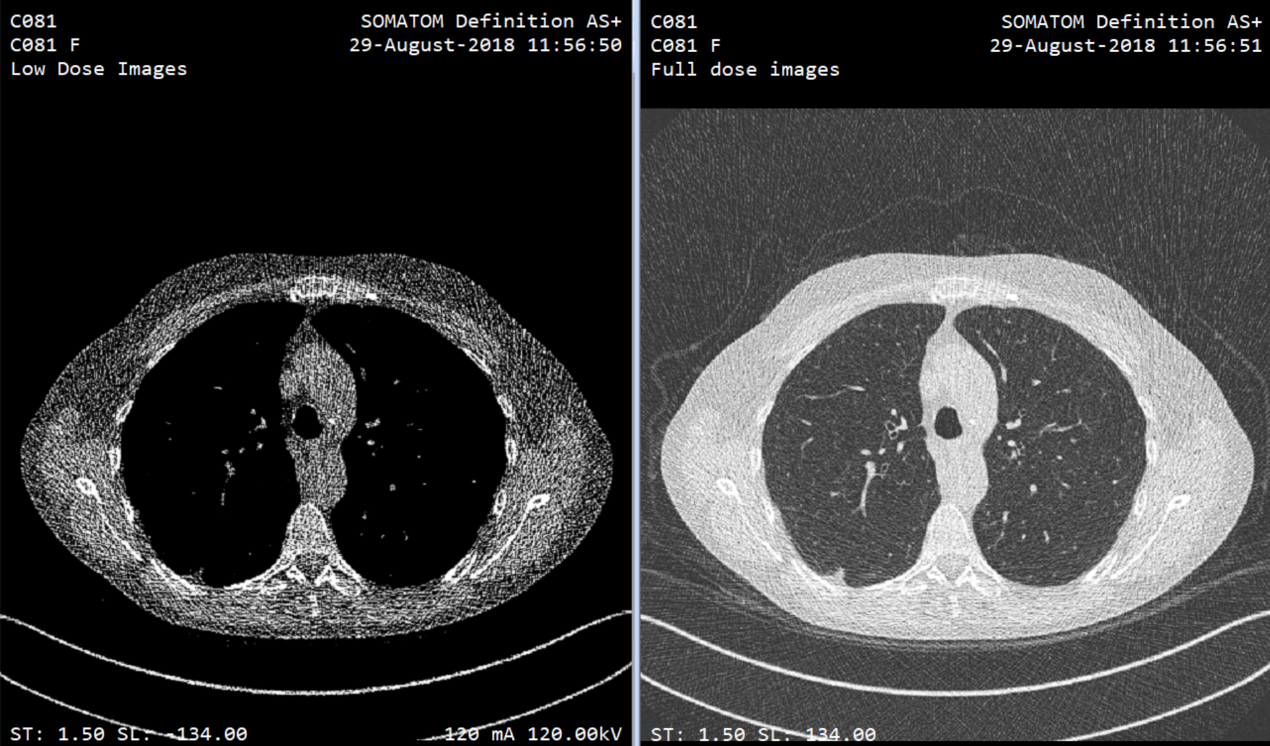 C081
SOMATOM Definition AS+
C081 F
29-August-2018 11:56:50
Low Dose Images
ST: 1.50 SL: -134.00
120 mA 120.00kV
C081
SOMATOM Definition AS+
C081 F
29-August-2018 11:56:51
Full dose images
ST: 1.50 SL: 134.00